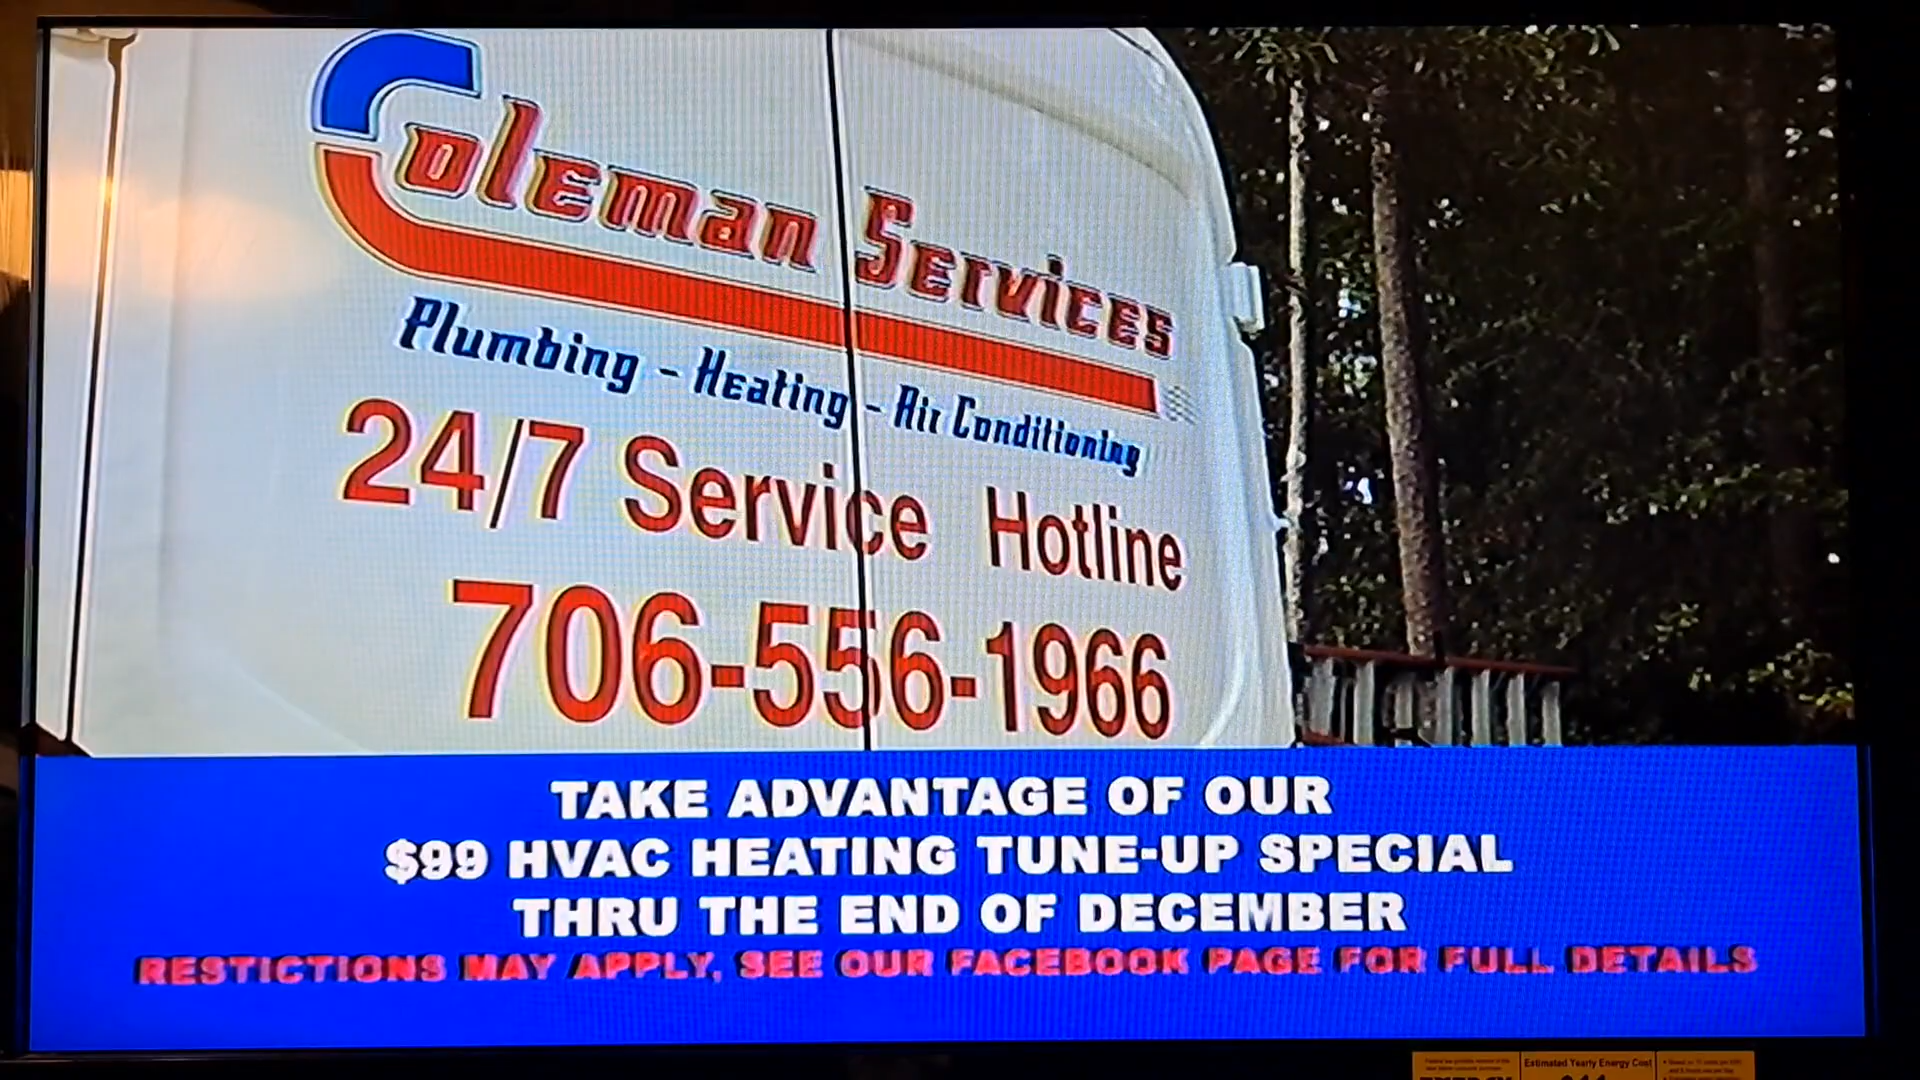 Coleman Services
Plumbing - Heating - Air Conditioning
24/7 Service Hotline
706-556-1966
TAKE ADVANTAGE OF OUR
$99 HVAC HEATING TUNE-UP SPECIAL
THRU THE END OF DECEMBER
RESTICTIONS MAY APPLY, SEE OUR FACEBOOK PAGE FOR FULL DETAILS
Estimated Yearly Energy Cost